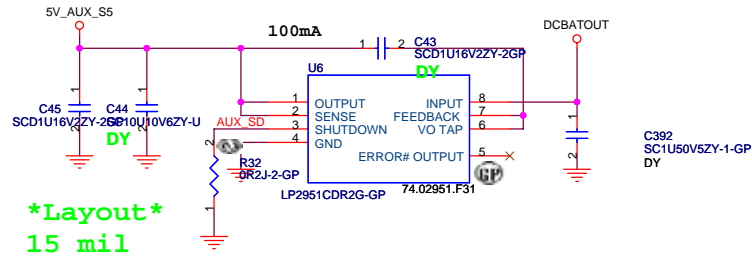 5V_AUX_S5
DCBATOUT
100mA
1 2 C43
SCD1U16V2ZY-2GP
DY
U6
C45
SCD1U16V2ZY-2GP
1 2
C44
SC10U10V6ZY-U
DY
1 2
1 OUTPUT
2 SENSE
3 SHUTDOWN
4 GND
INPUT 8
FEEDBACK 7
VO TAP 6
ERROR# OUTPUT 5
AUX_SD
2
R32
0R2J-2-GP
1
LP2951CDR2G-GP
74.02951.F31
GP
1 2
C392
SC1U50V5ZY-1-GP
DY
*Layout*
15 mil